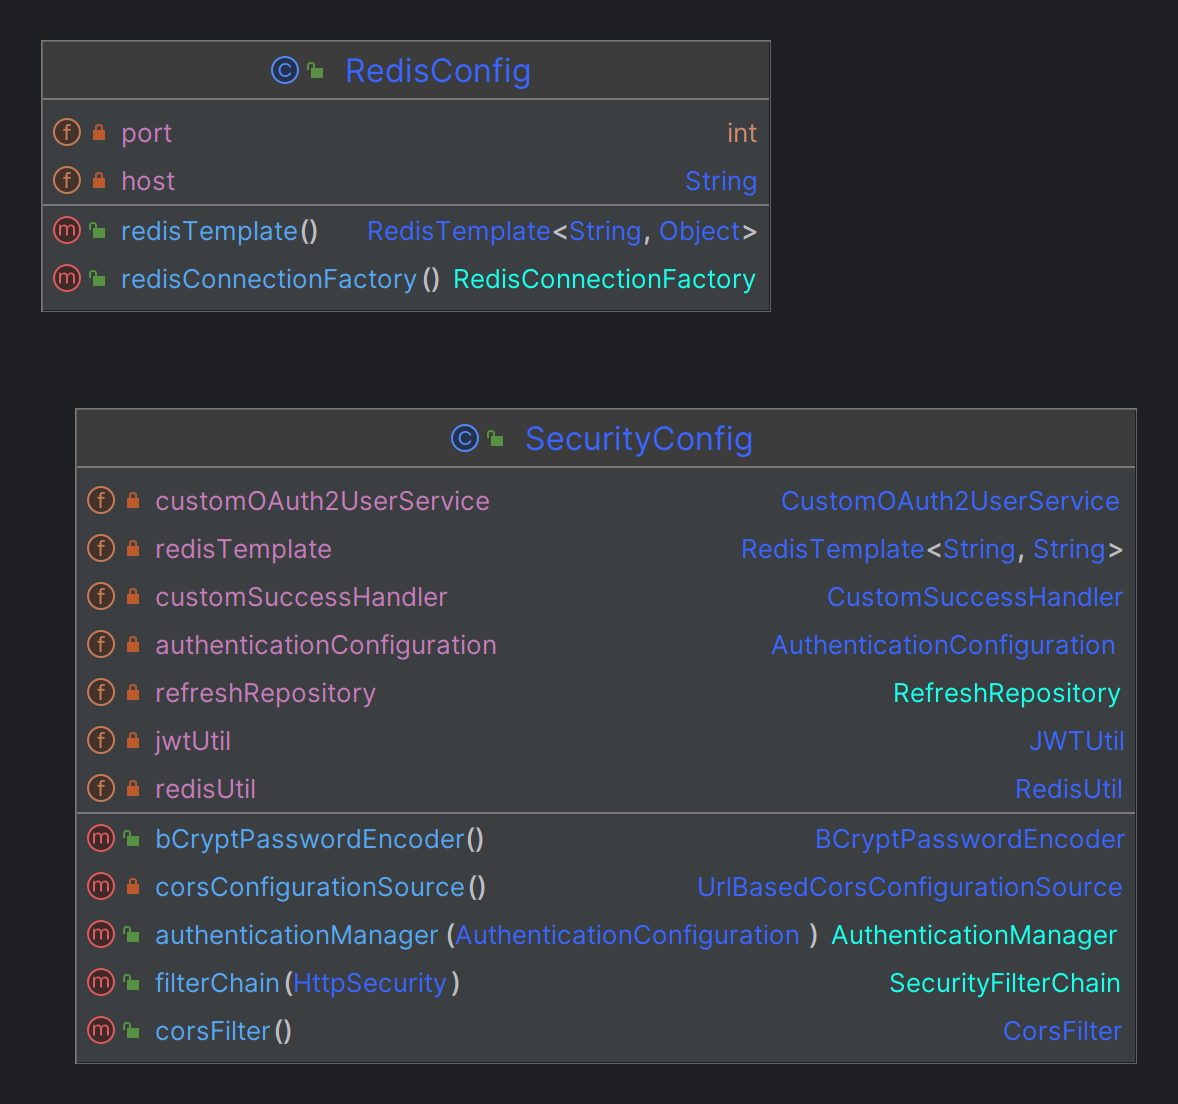 RedisConfig
port int
host String
redisTemplate() RedisTemplate<String, Object>
redisConnectionFactory() RedisConnectionFactory
SecurityConfig
customOAuth2UserService CustomOAuth2UserService
redisTemplate RedisTemplate<String, String>
customSuccessHandler CustomSuccessHandler
authenticationConfiguration AuthenticationConfiguration
refreshRepository RefreshRepository
jwtUtil JWTUtil
redisUtil RedisUtil
bCryptPasswordEncoder() BCryptPasswordEncoder
corsConfigurationSource() UrlBasedCorsConfigurationSource
authenticationManager(AuthenticationConfiguration) AuthenticationManager
filterChain(HttpSecurity) SecurityFilterChain
corsFilter() CorsFilter